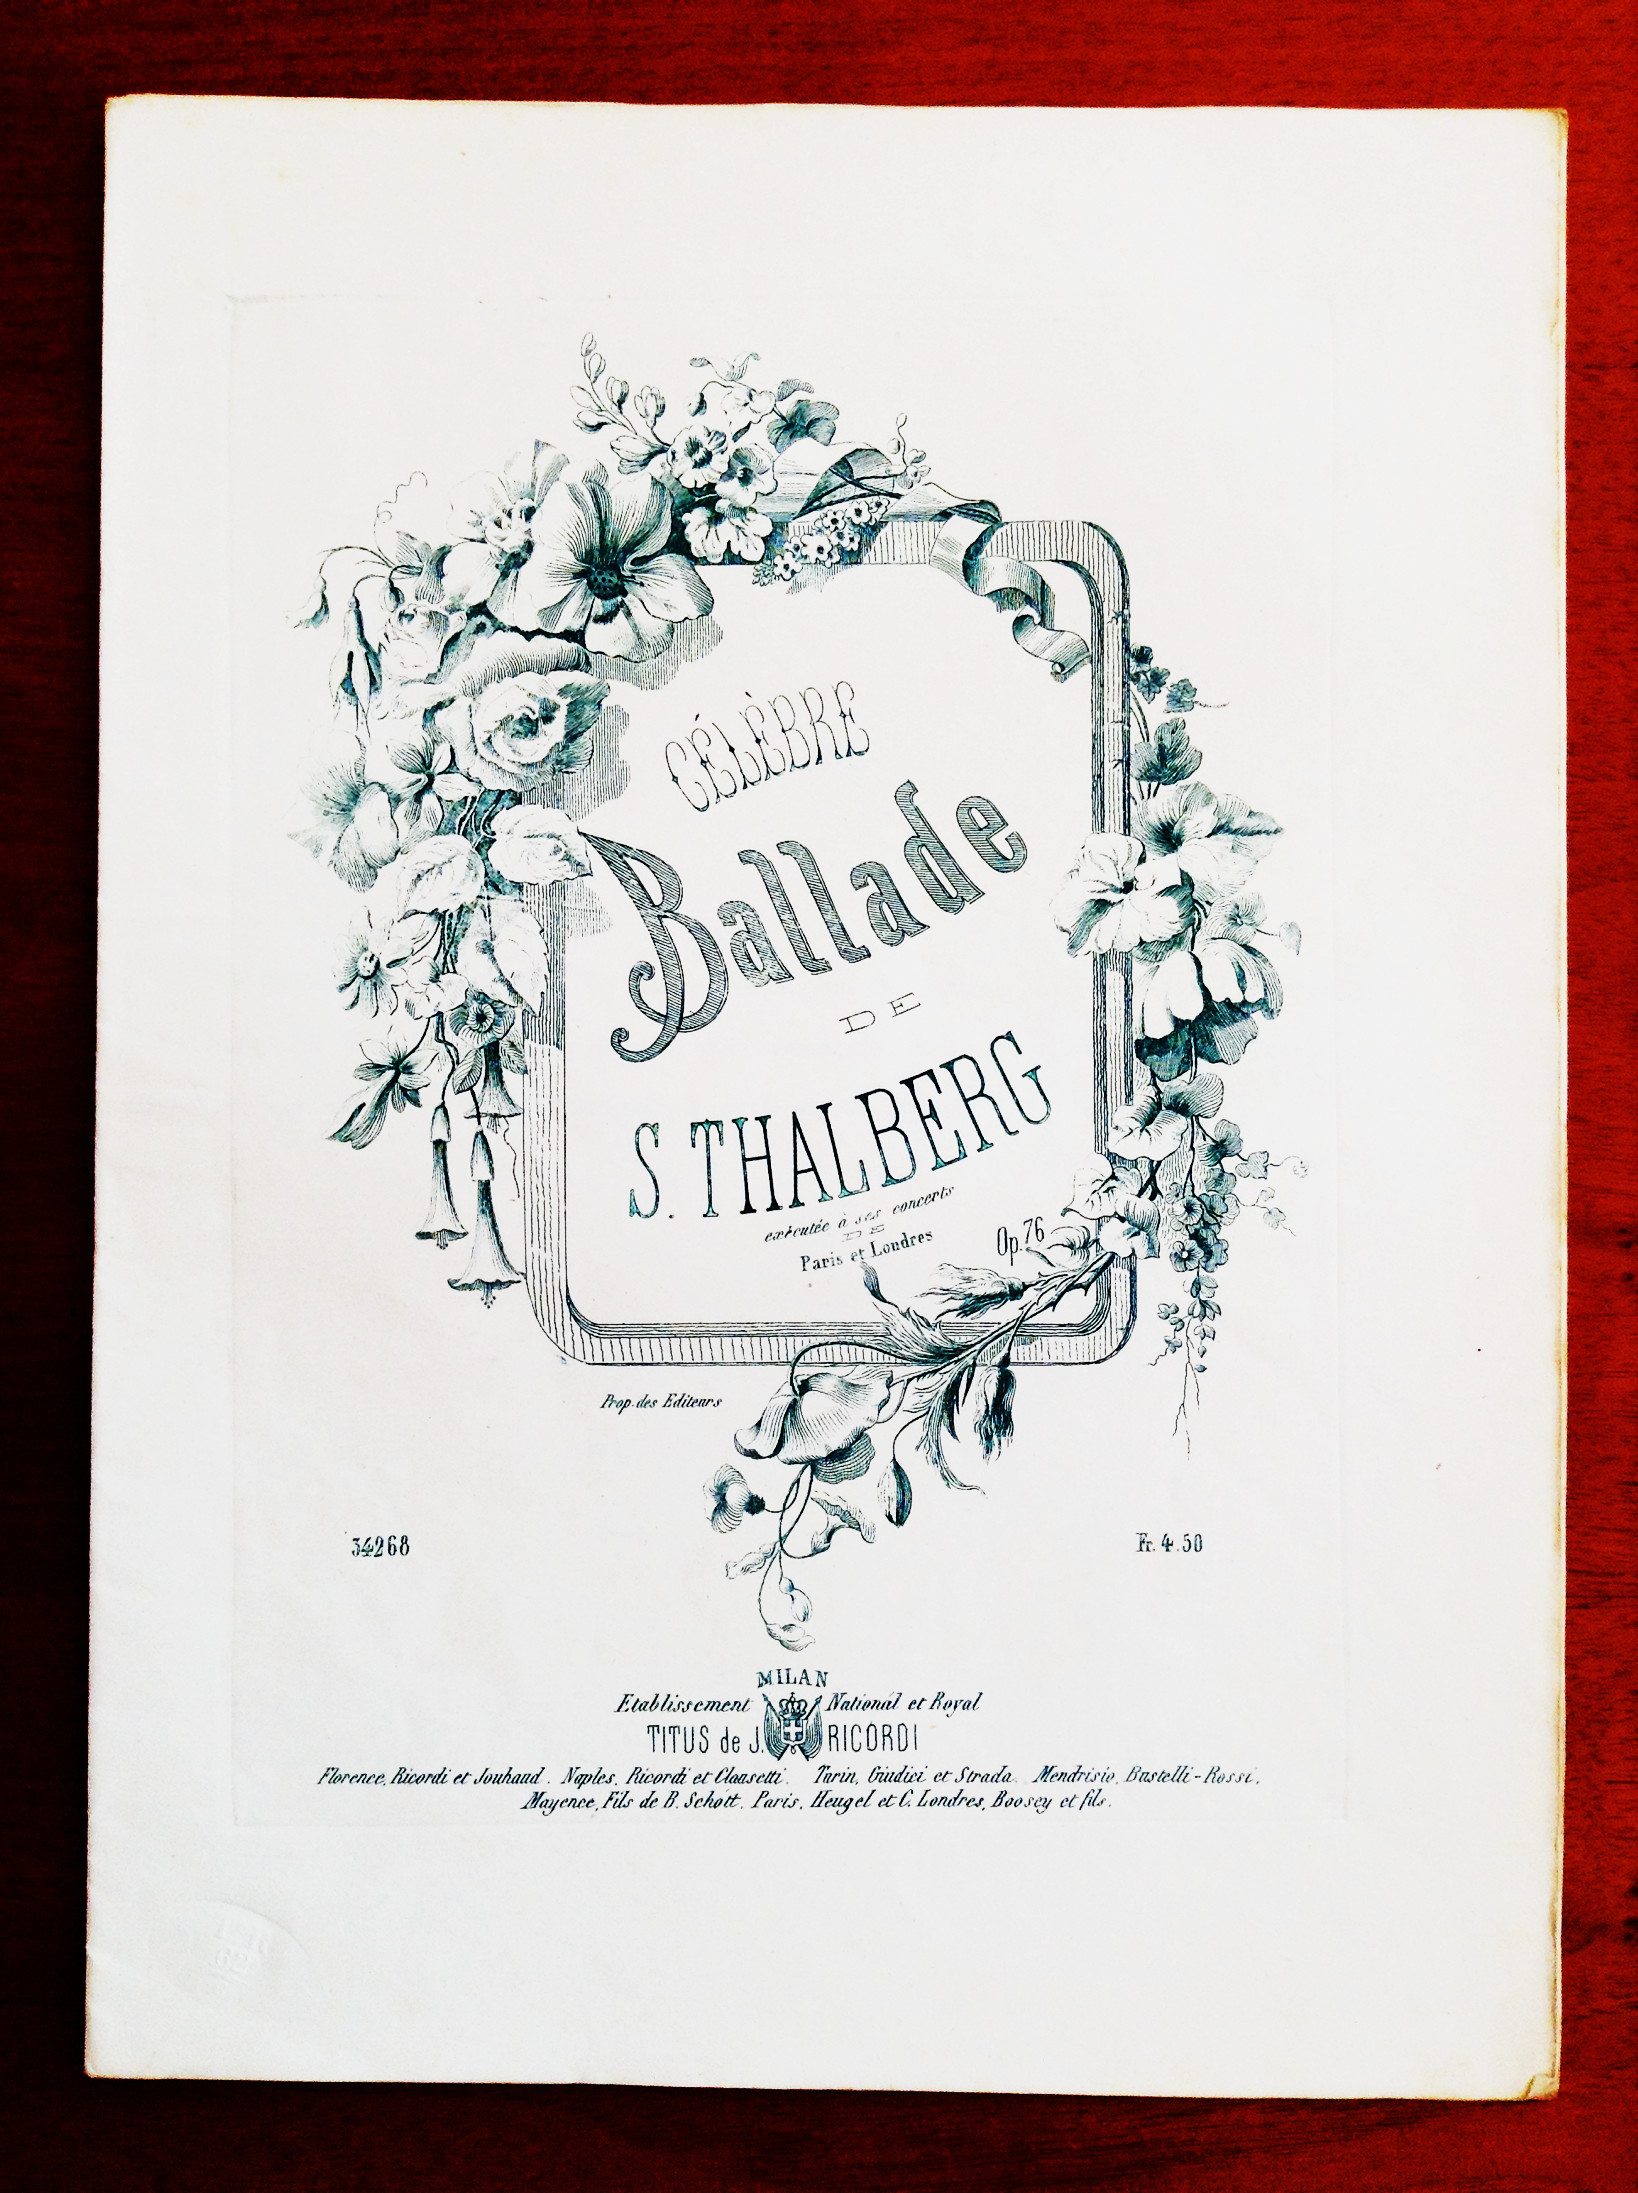 CÉLÈBRE
Ballade
DE
S. THALBERG
exécutée à ses concerts
DE
Paris et Londres
Op. 76
Prop. des Editeurs
34268
Fr. 4.50
MILAN
Etablissement National et Royal
TITUS de J. RICORDI
Florence, Ricordi et Jouhaud. Naples, Ricordi et Clausetti. Turin, Giudici et Strada. Mendrisio, Bustelli-Rossi.
Mayence, Fils de B. Schott. Paris, Heugel et C. Londres, Boosey et fils.